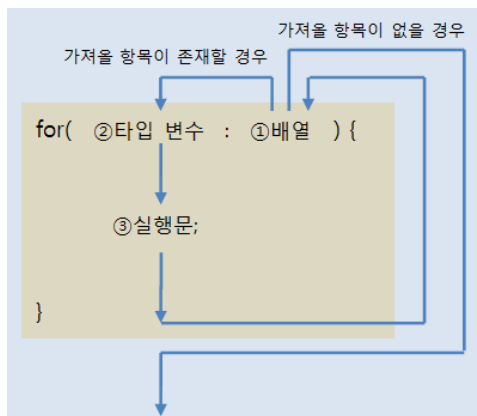 가져올 항목이 없을 경우
가져올 항목이 존재할 경우
for( ②타입 변수 : ①배열 ) {
③실행문;
}